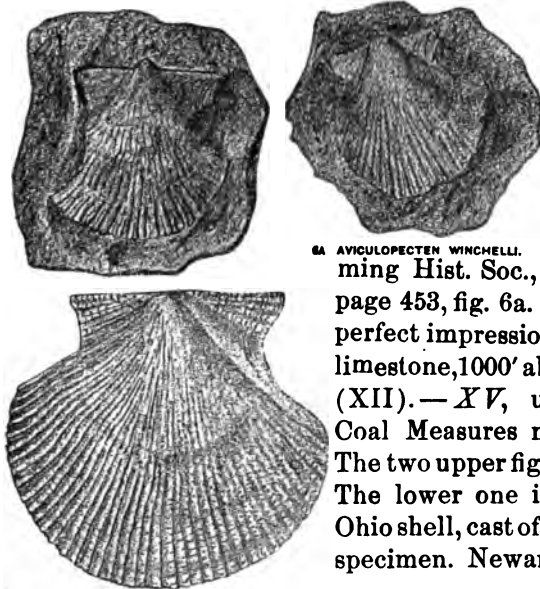 6A AVICULOPECTEN WINCHELLI.
ming Hist. Soc.,
page 453, fig. 6a.
perfect impressio
limestone, 1000' al
(XII).—XV, u
Coal Measures
The two upper fig
The lower one i
Ohio shell, cast of
specimen. Newar